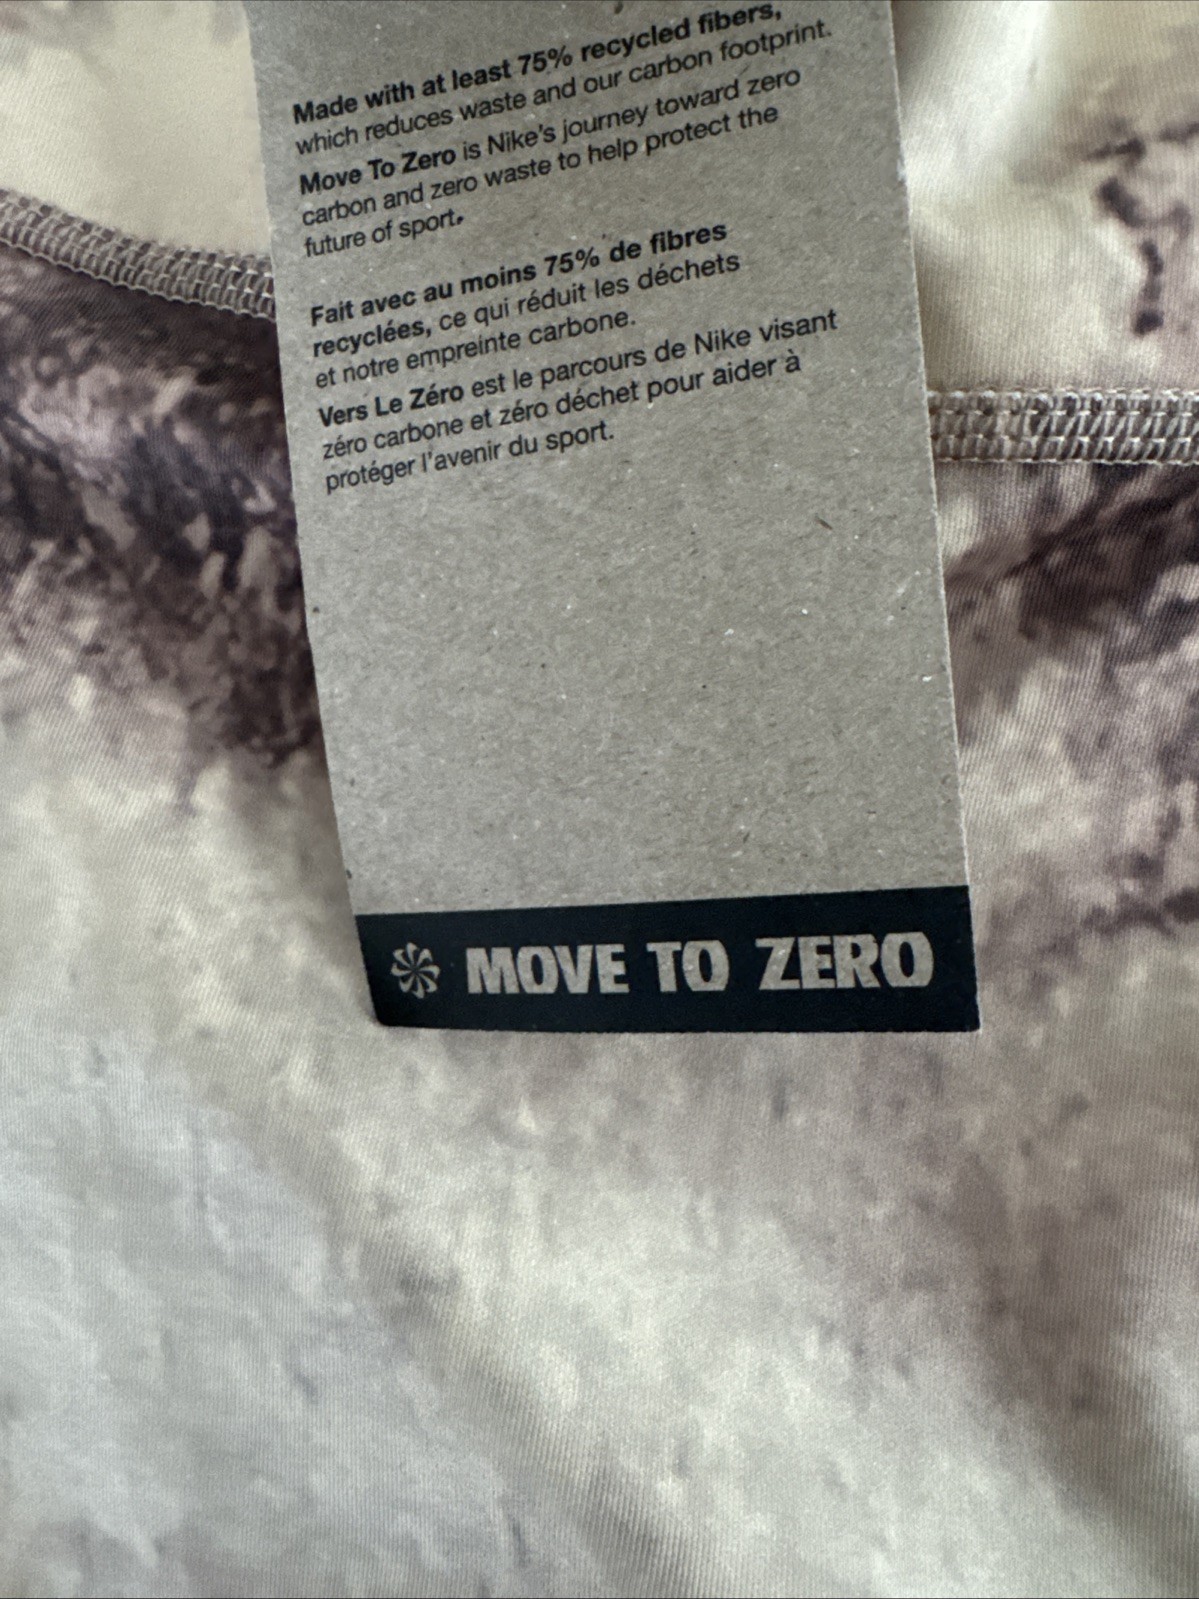 Made with at least 75% recycled fibers,
which reduces waste and our carbon footprint.
Move To Zero is Nike's journey toward zero
carbon and zero waste to help protect the
future of sport.
Fait avec au moins 75% de fibres
recyclées, ce qui réduit les déchets
et notre empreinte carbone.
Vers Le Zéro est le parcours de Nike visant
zéro carbone et zéro déchet pour aider à
protéger l'avenir du sport.
MOVE TO ZERO